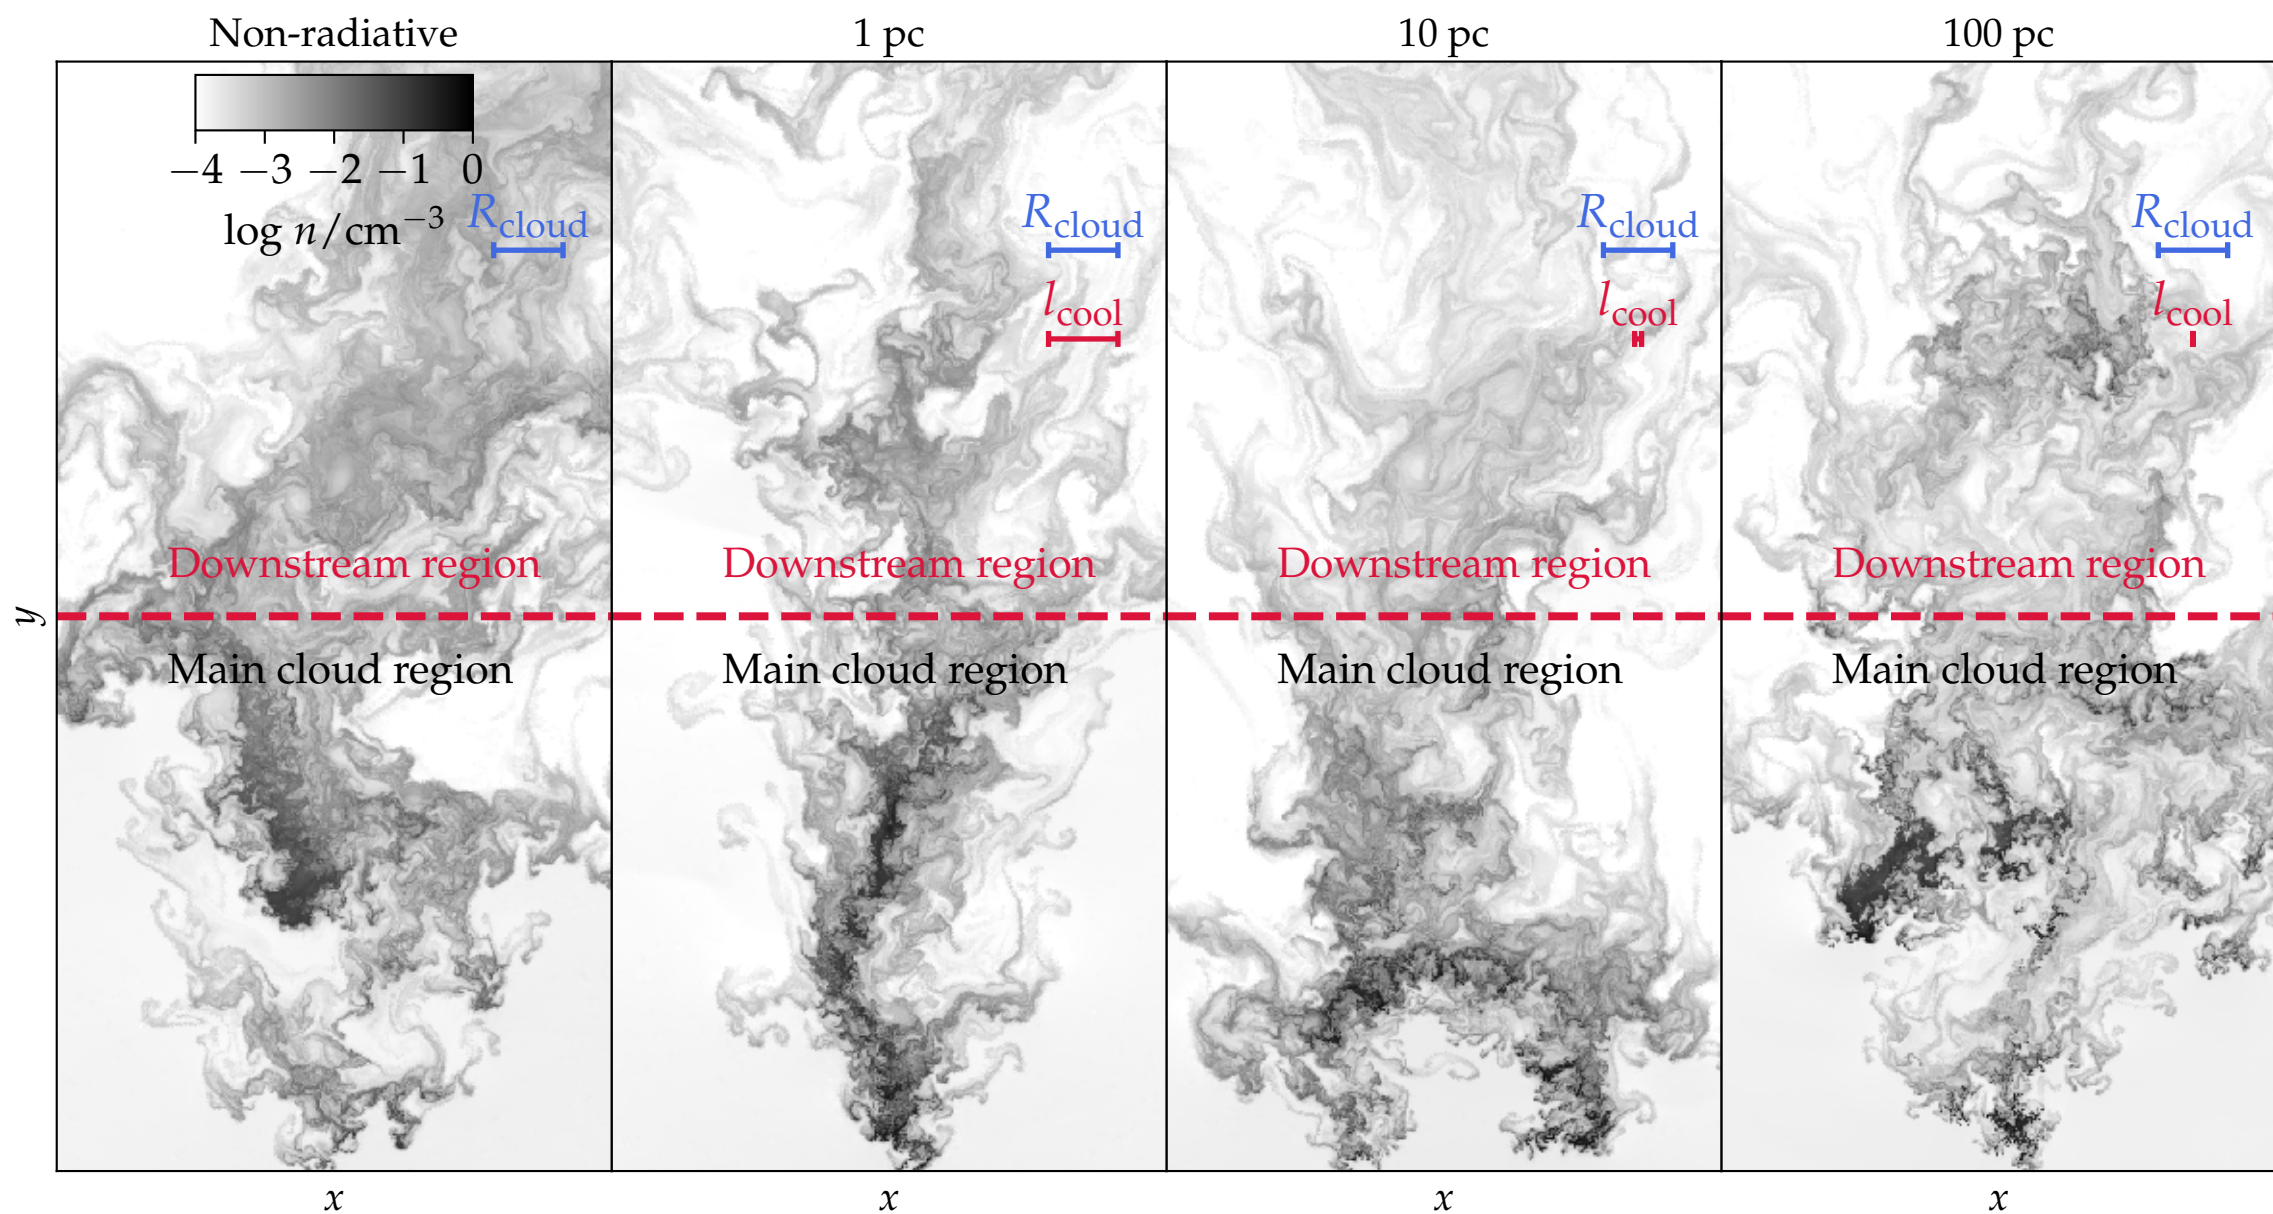 Non-radiative
1 pc
10 pc
100 pc
−4 −3 −2 −1 0
log n/cm⁻³
R_cloud
R_cloud
l_cool
R_cloud
l_cool
R_cloud
l_cool
Downstream region
Downstream region
Downstream region
Downstream region
y
Main cloud region
Main cloud region
Main cloud region
Main cloud region
x
x
x
x